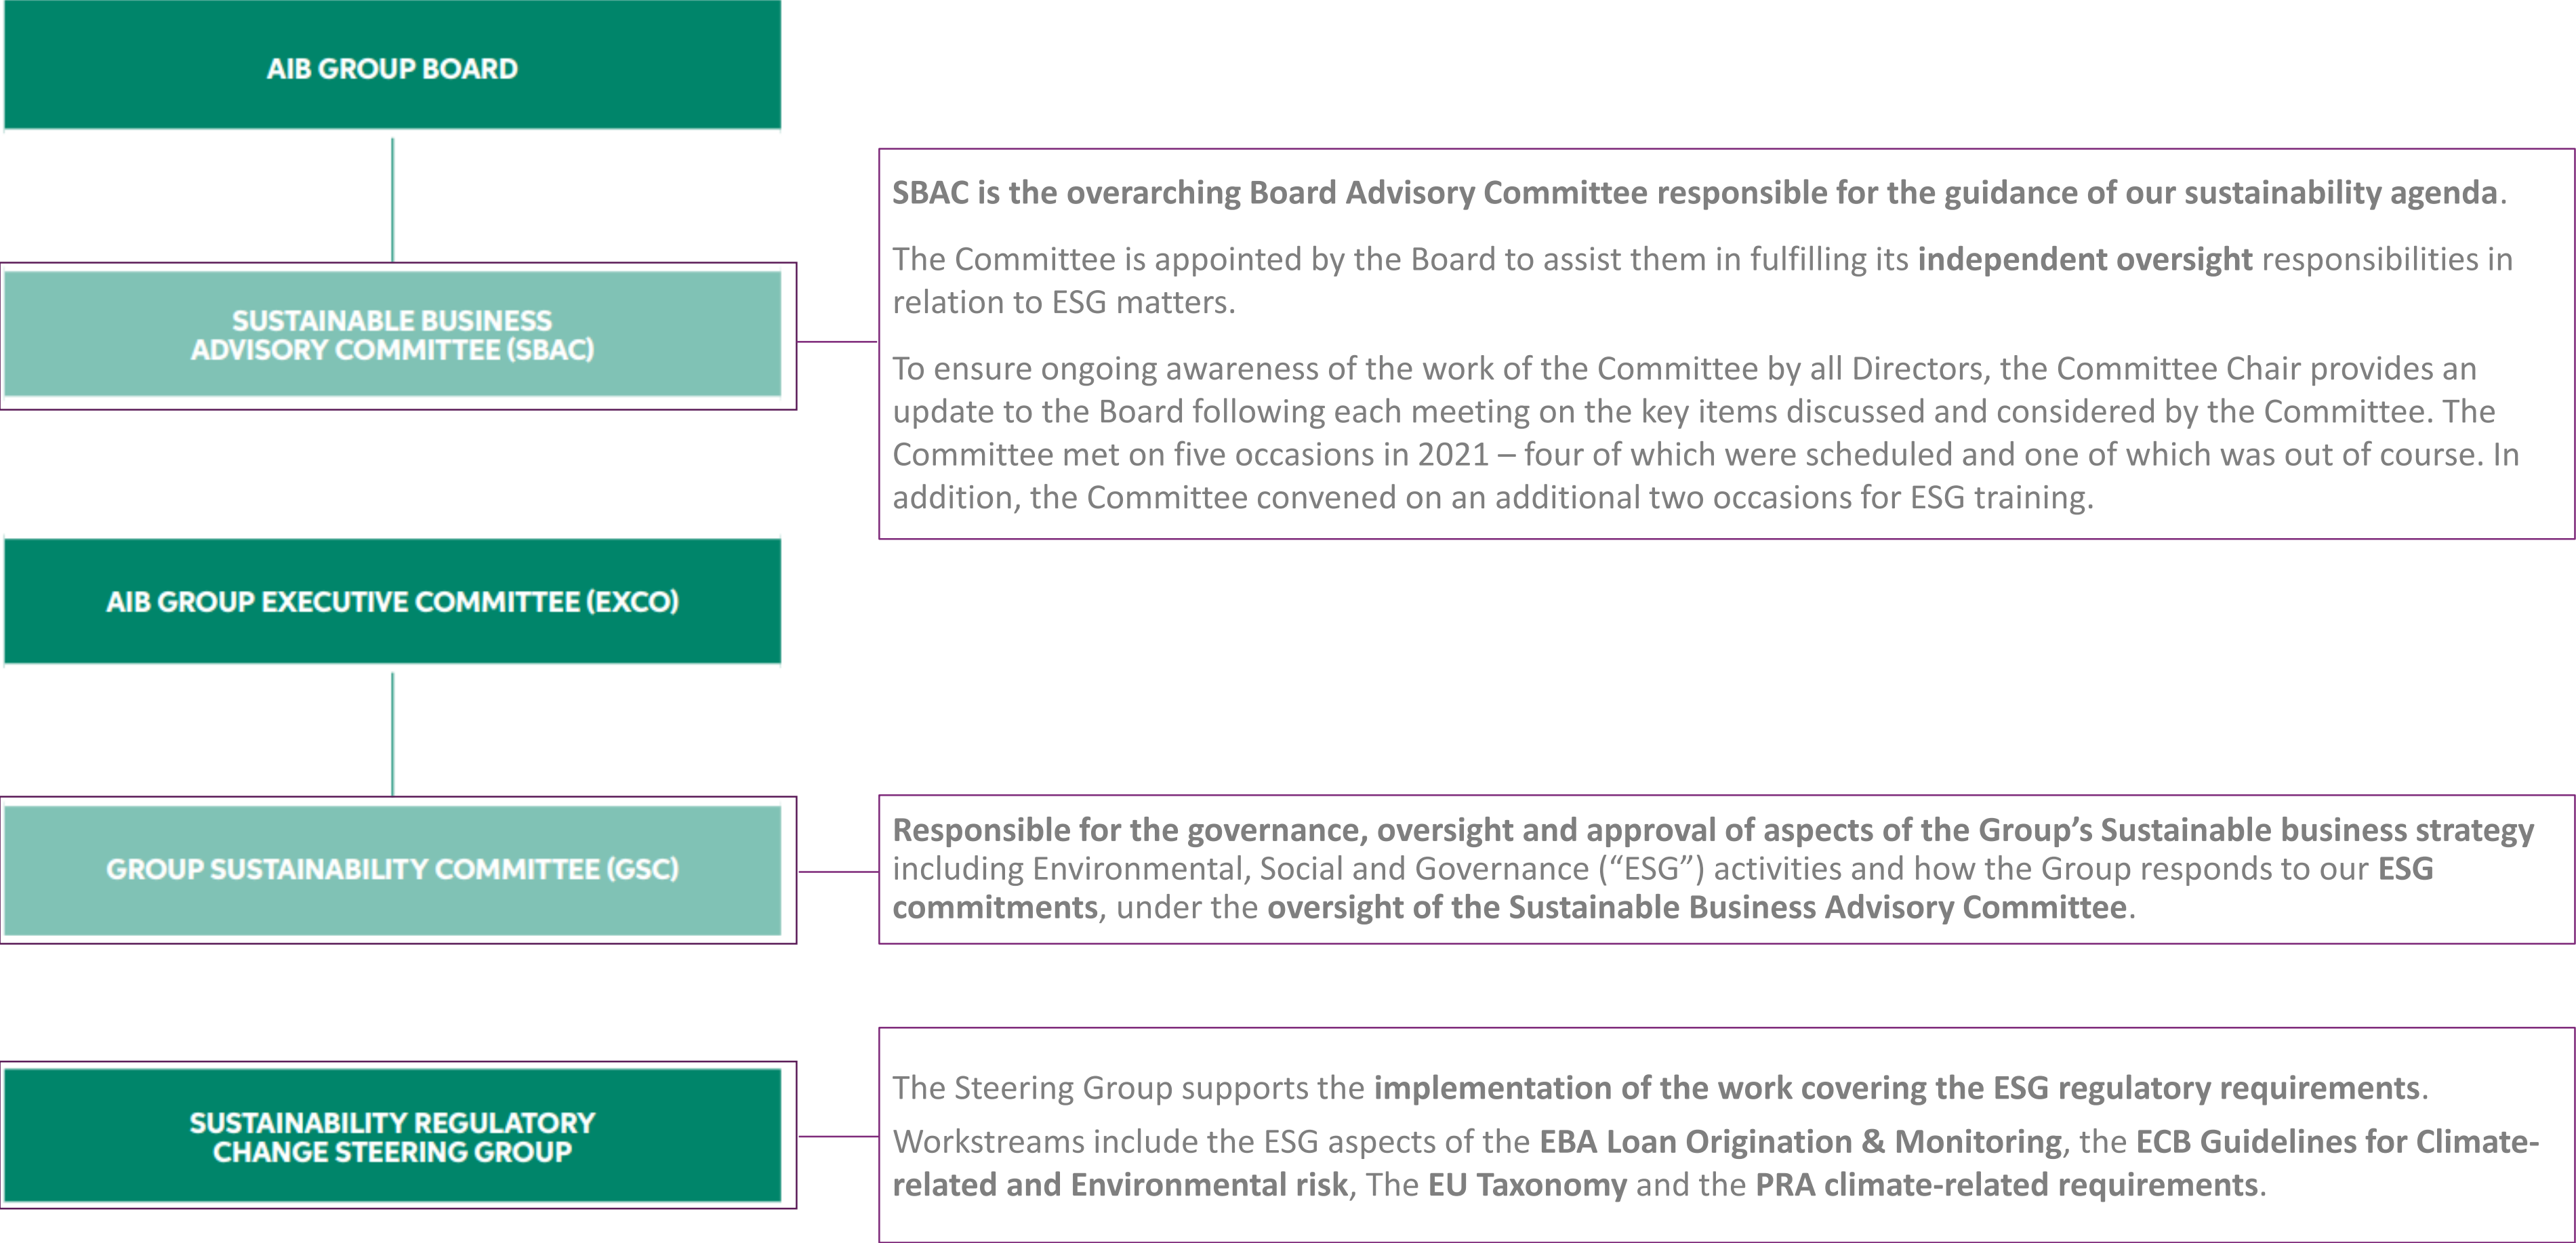 AIB GROUP BOARD
SBAC is the overarching Board Advisory Committee responsible for the guidance of our sustainability agenda.
The Committee is appointed by the Board to assist them in fulfilling its independent oversight responsibilities in
relation to ESG matters.
SUSTAINABLE BUSINESS
ADVISORY COMMITTEE (SBAC)
To ensure ongoing awareness of the work of the Committee by all Directors, the Committee Chair provides an
update to the Board following each meeting on the key items discussed and considered by the Committee. The
Committee met on five occasions in 2021 – four of which were scheduled and one of which was out of course. In
addition, the Committee convened on an additional two occasions for ESG training.
AIB GROUP EXECUTIVE COMMITTEE (EXCO)
GROUP SUSTAINABILITY COMMITTEE (GSC)
Responsible for the governance, oversight and approval of aspects of the Group’s Sustainable business strategy
including Environmental, Social and Governance (“ESG”) activities and how the Group responds to our ESG
commitments, under the oversight of the Sustainable Business Advisory Committee.
SUSTAINABILITY REGULATORY
CHANGE STEERING GROUP
The Steering Group supports the implementation of the work covering the ESG regulatory requirements.
Workstreams include the ESG aspects of the EBA Loan Origination & Monitoring, the ECB Guidelines for Climate-
related and Environmental risk, The EU Taxonomy and the PRA climate-related requirements.